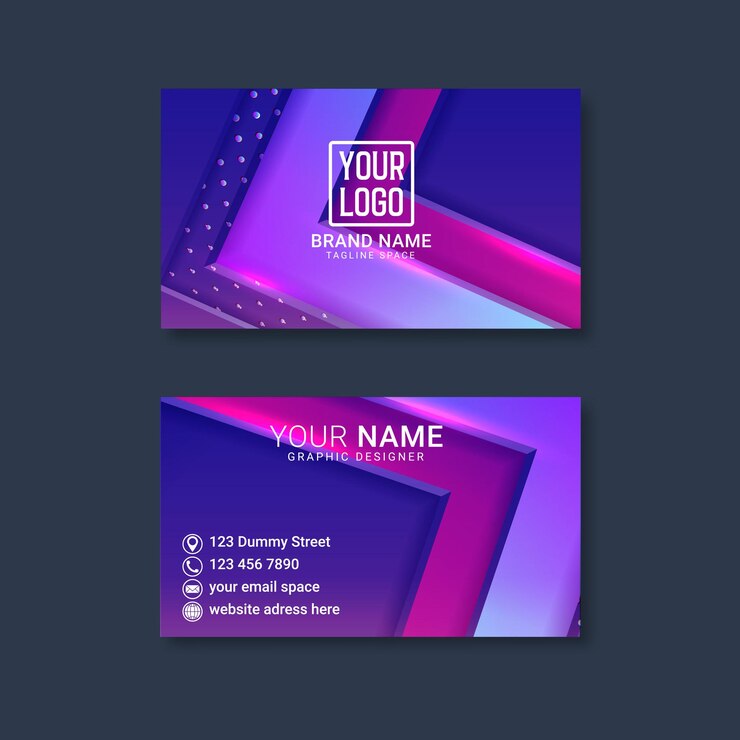 YOUR
LOGO
BRAND NAME
TAGLINE SPACE
YOUR NAME
GRAPHIC DESIGNER
123 Dummy Street
123 456 7890
your email space
website adress here